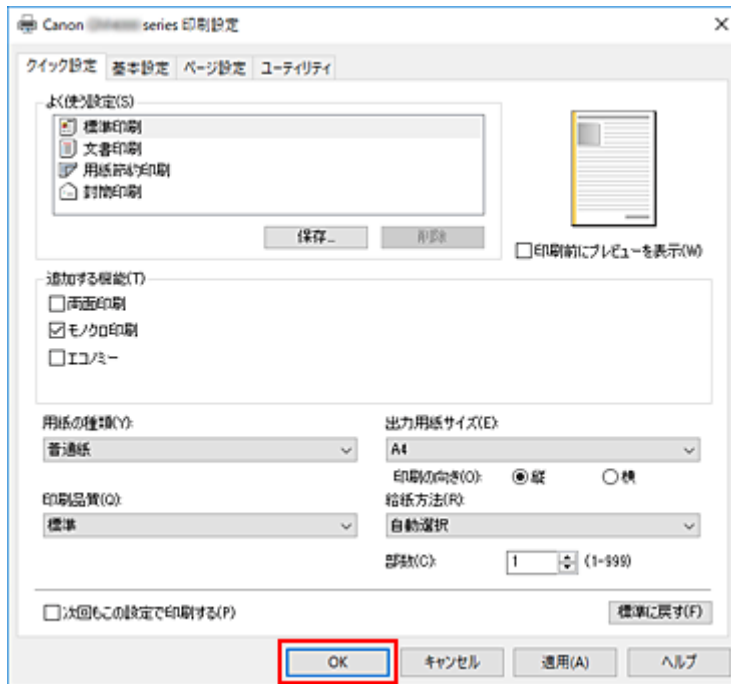 Canon series 印刷設定
クイック設定 基本設定 ページ設定 ユーティリティ
よく使う設定(S)
標準印刷
文書印刷
用紙節約印刷
封筒印刷
保存... 削除
印刷前にプレビューを表示(W)
追加する機能(T)
両面印刷
モノクロ印刷
エコノミー
用紙の種類(Y):
普通紙
出力用紙サイズ(E):
A4
印刷の向き(O): 縦 横
印刷品質(Q):
標準
給紙方法(R):
自動選択
部数(C): 1 (1-999)
次回もこの設定で印刷する(P)
標準に戻す(F)
OK キャンセル 適用(A) ヘルプ